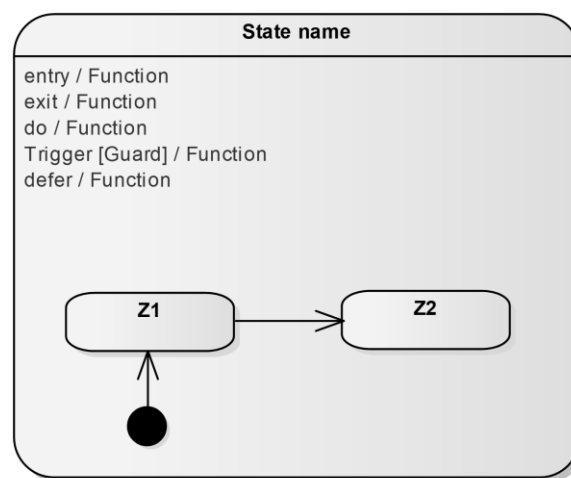 State name
entry / Function
exit / Function
do / Function
Trigger [Guard] / Function
defer / Function
Z1
Z2